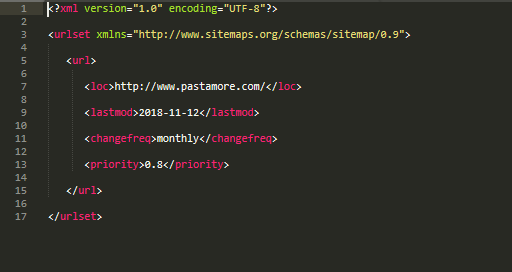 1 <?xml version="1.0" encoding="UTF-8"?>
2
3 <urlset xmlns="http://www.sitemaps.org/schemas/sitemap/0.9">
4
5 <url>
6
7 <loc>http://www.pastamore.com/</loc>
8
9 <lastmod>2018-11-12</lastmod>
10
11 <changefreq>monthly</changefreq>
12
13 <priority>0.8</priority>
14
15 </url>
16
17 </urlset>